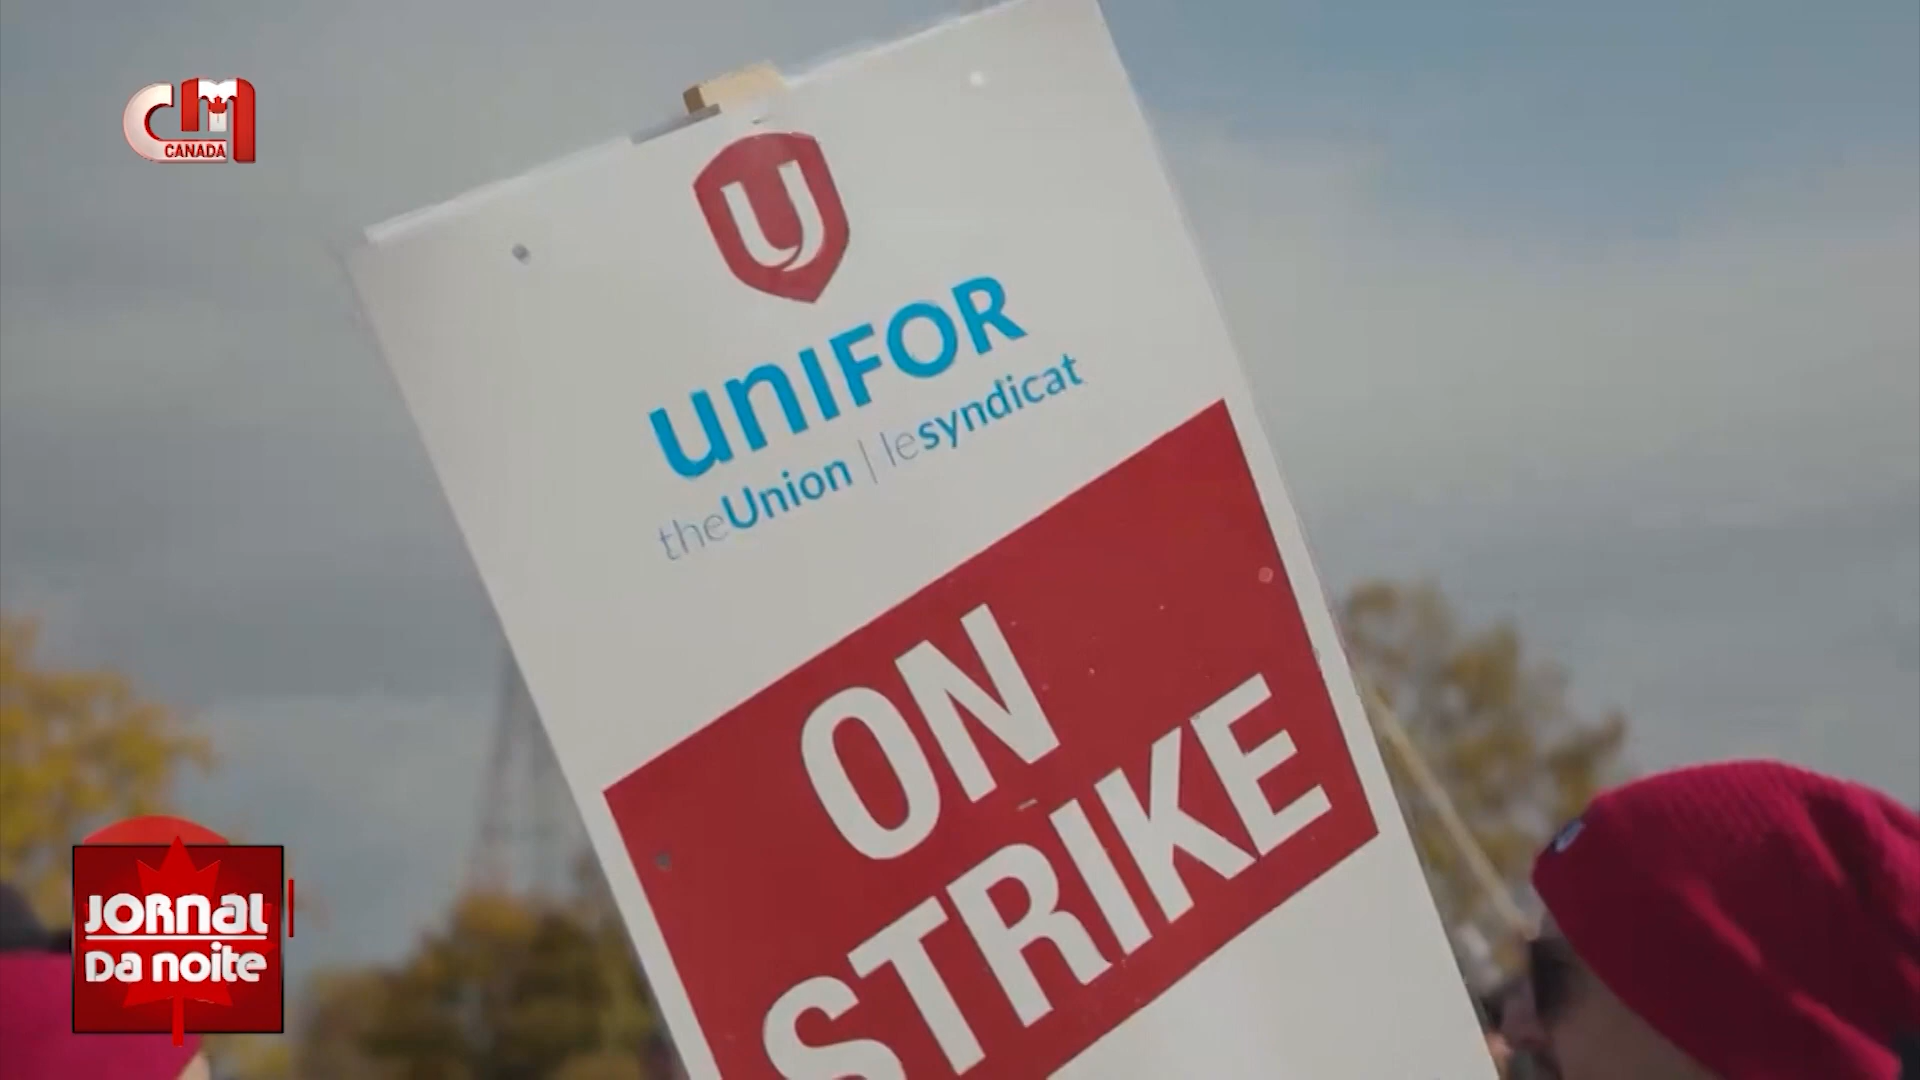 CM
CANADA
U
UNIFOR
theUnion | lesyndicat
ON
STRIKE
JORNAL
DA NOITE